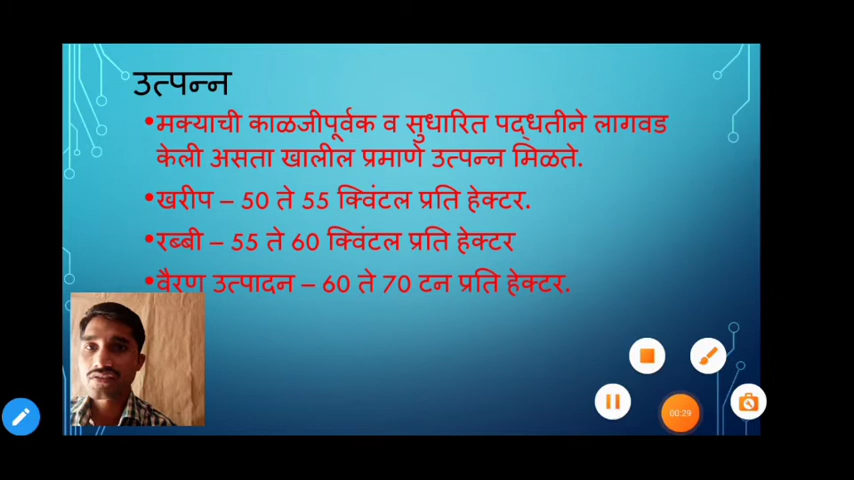 उत्पन्न
•मक्याची काळजीपूर्वक व सुधारित पद्धतीने लागवड
केली असता खालील प्रमाणे उत्पन्न मिळते.
•खरीप – 50 ते 55 क्विंटल प्रति हेक्टर.
•रब्बी – 55 ते 60 क्विंटल प्रति हेक्टर
•वैरण उत्पादन – 60 ते 70 टन प्रति हेक्टर.
00:29